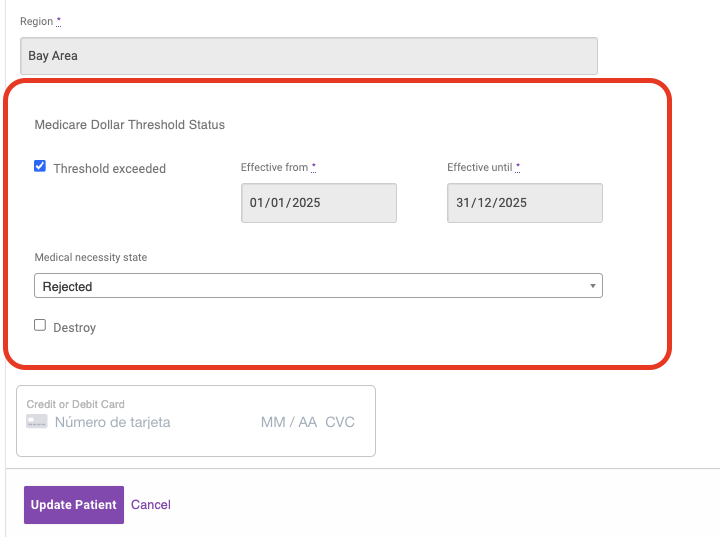 Region *
Bay Area
Medicare Dollar Threshold Status
Threshold exceeded
Effective from *
Effective until *
01/01/2025
31/12/2025
Medical necessity state
Rejected
Destroy
Credit or Debit Card
Número de tarjeta MM / AA CVC
Update Patient Cancel